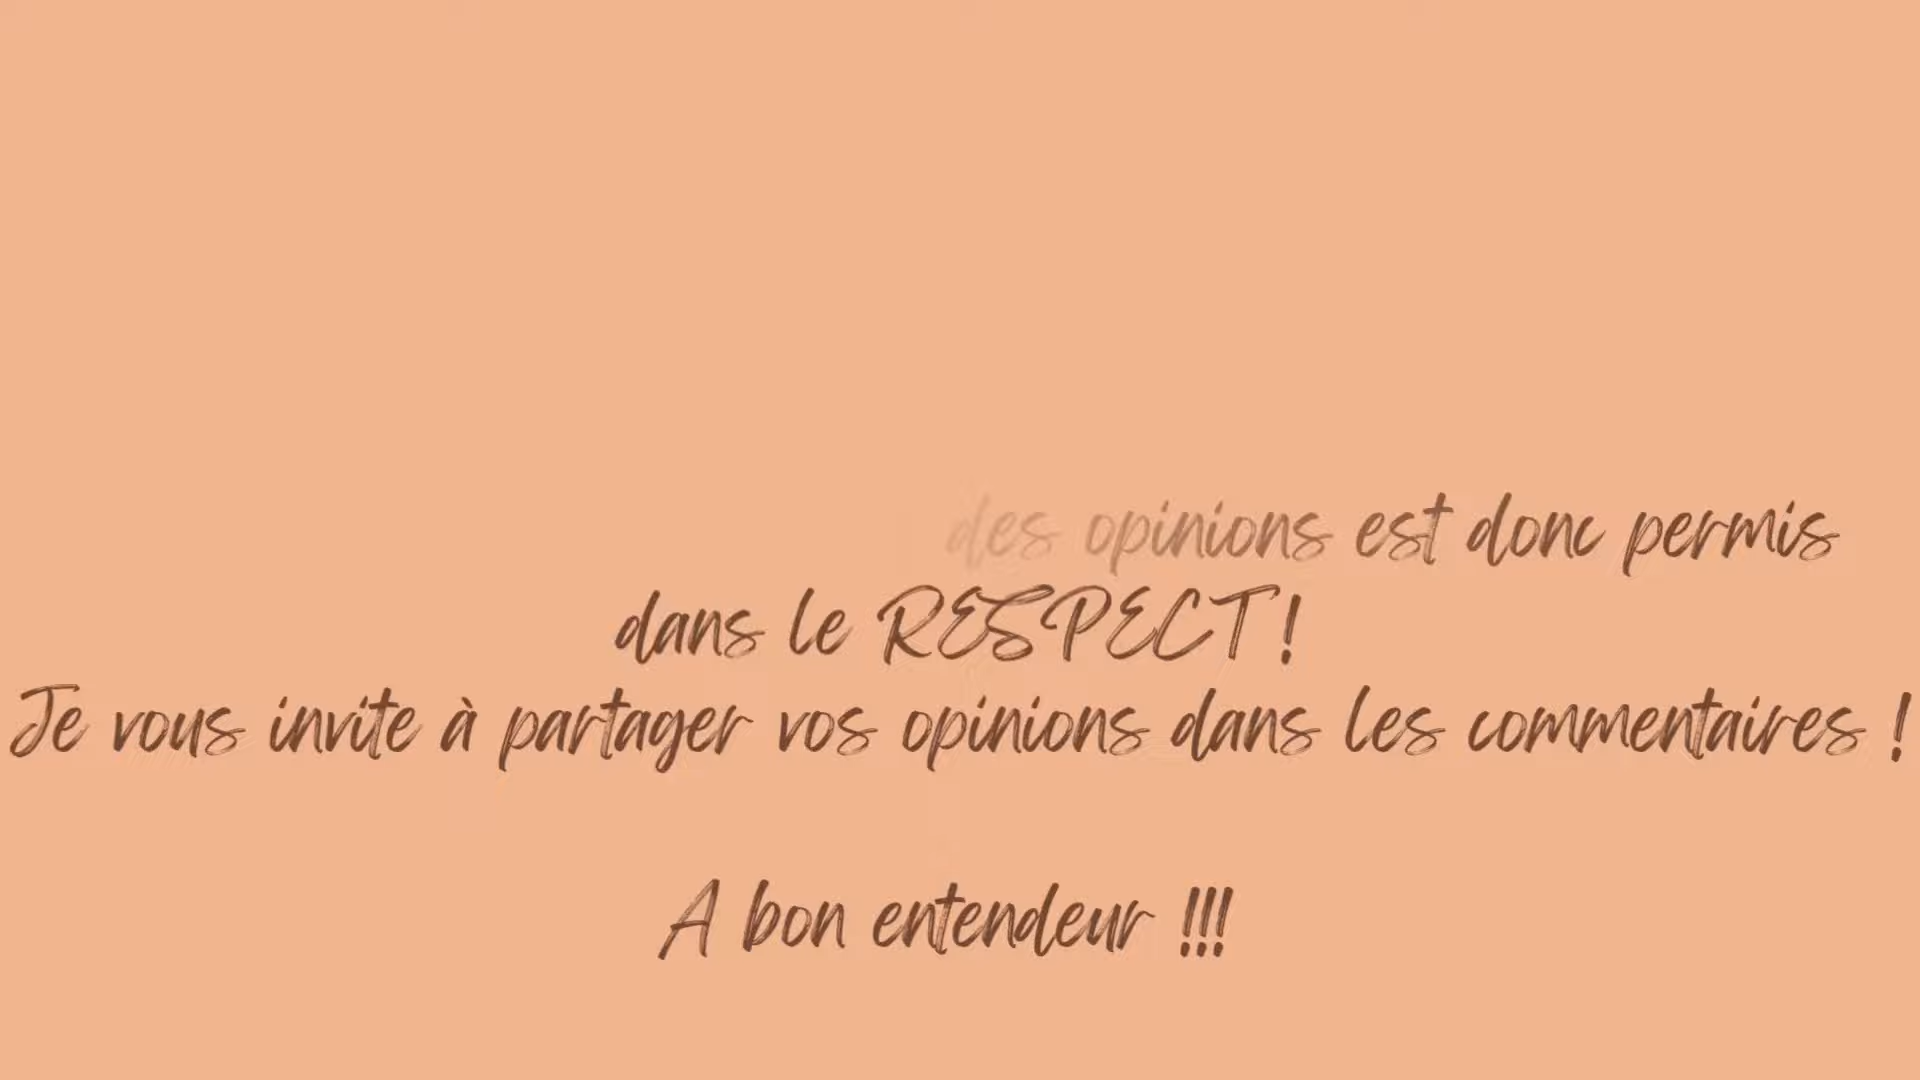 des opinions est donc permis
dans le RESPECT !
Je vous invite à partager vos opinions dans les commentaires !
A bon entendeur !!!